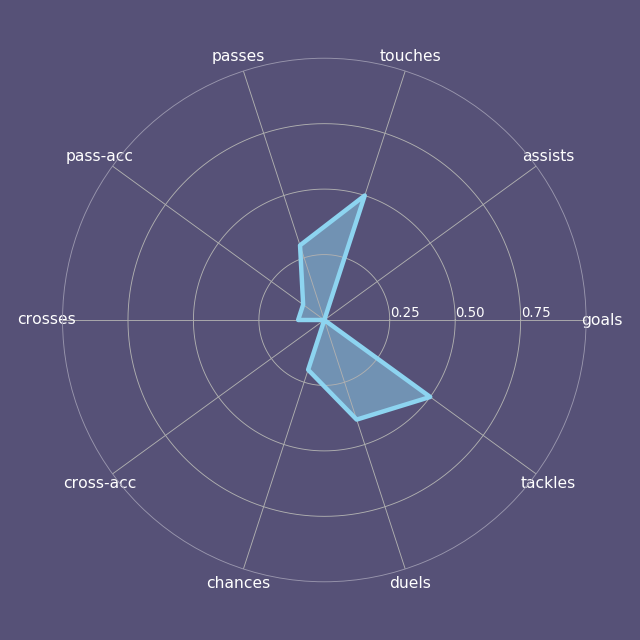 passes
touches
pass-acc
assists
0.25
0.50
0.75
crosses
goals
cross-acc
tackles
chances
duels